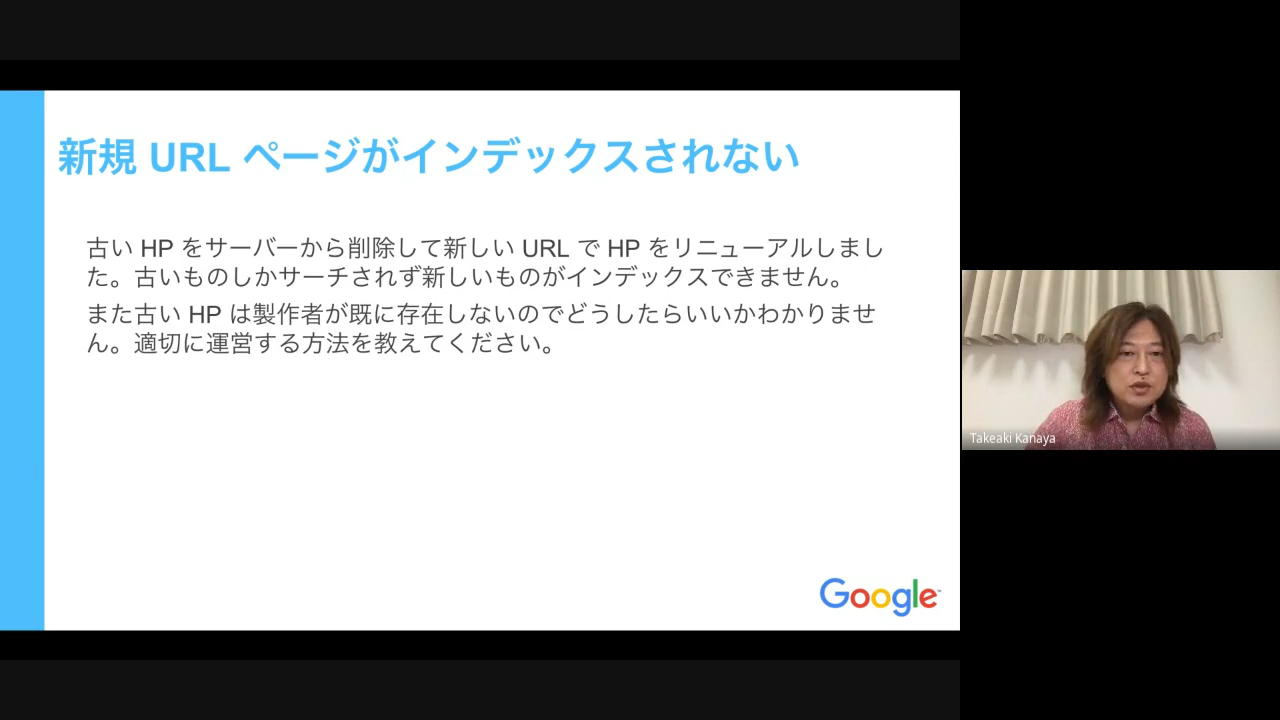 新規 URL ページがインデックスされない
古い HP をサーバーから削除して新しい URL で HP をリニューアルしまし
た。古いものしかサーチされず新しいものがインデックスできません。
また古い HP は製作者が既に存在しないのでどうしたらいいかわかりませ
ん。適切に運営する方法を教えてください。
Takeaki Kanaya
Google